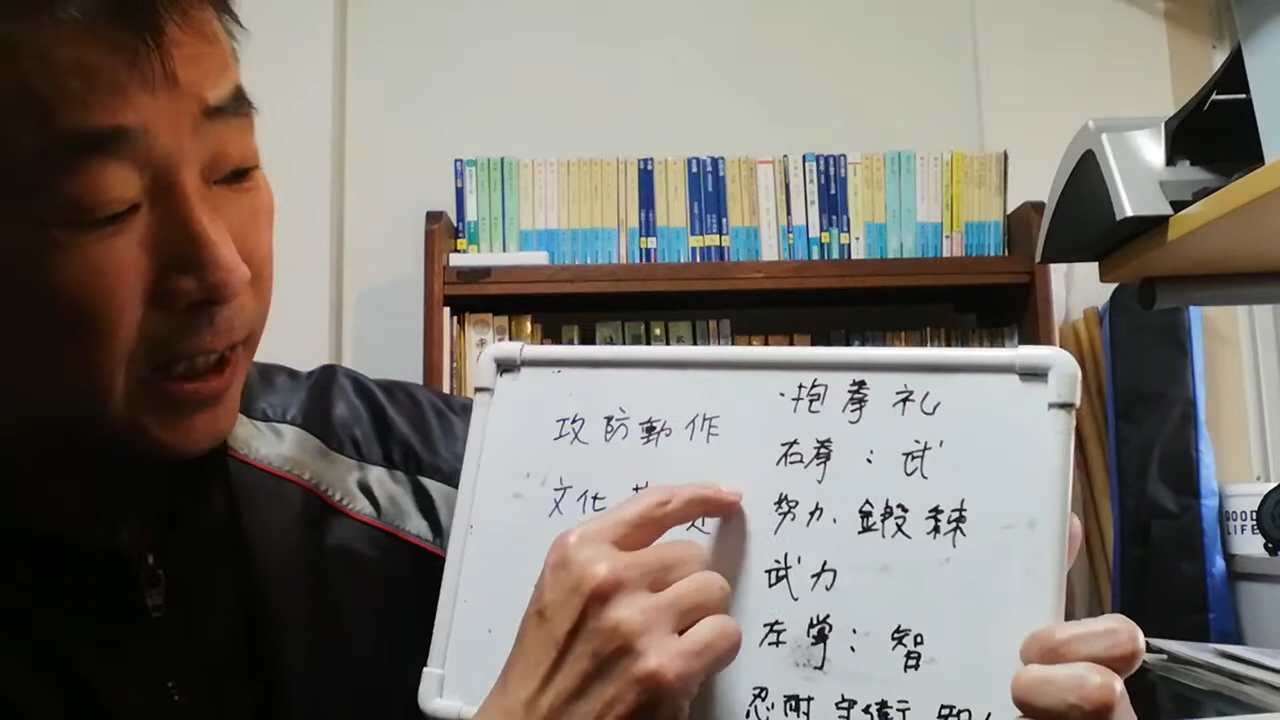 ・抱拳礼
攻防動作
右拳：武
文化
努力、鍛練
武力
左掌：智
忍耐 守衛
GOOD
LIFE